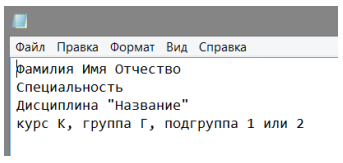 Файл Правка Формат Вид Справка
Фамилия Имя Отчество
Специальность
Дисциплина "Название"
курс К, группа Г, подгруппа 1 или 2